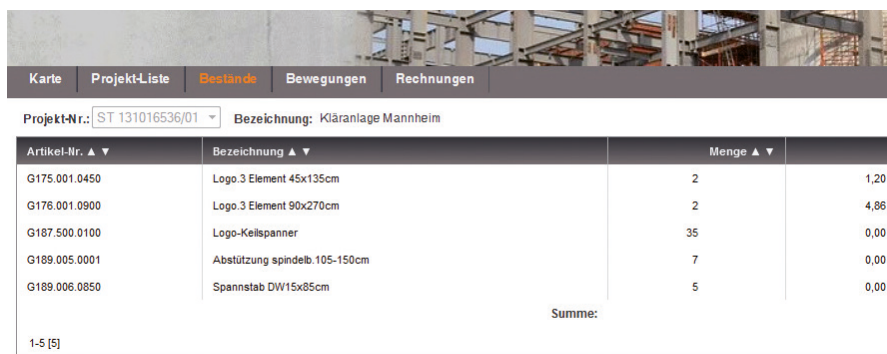 Karte Projekt-Liste Bestände Bewegungen Rechnungen
Projekt-Nr.: ST 131016536/01 Bezeichnung: Kläranlage Mannheim
Artikel-Nr. ▲ ▼ Bezeichnung ▲ ▼ Menge ▲ ▼
G175.001.0450 Logo.3 Element 45x135cm 2 1,20
G176.001.0900 Logo.3 Element 90x270cm 2 4,86
G187.500.0100 Logo-Keilspanner 35 0,00
G189.005.0001 Abstützung spindelb.105-150cm 7 0,00
G189.006.0850 Spannstab DW15x85cm 5 0,00
Summe:
1-5 [5]